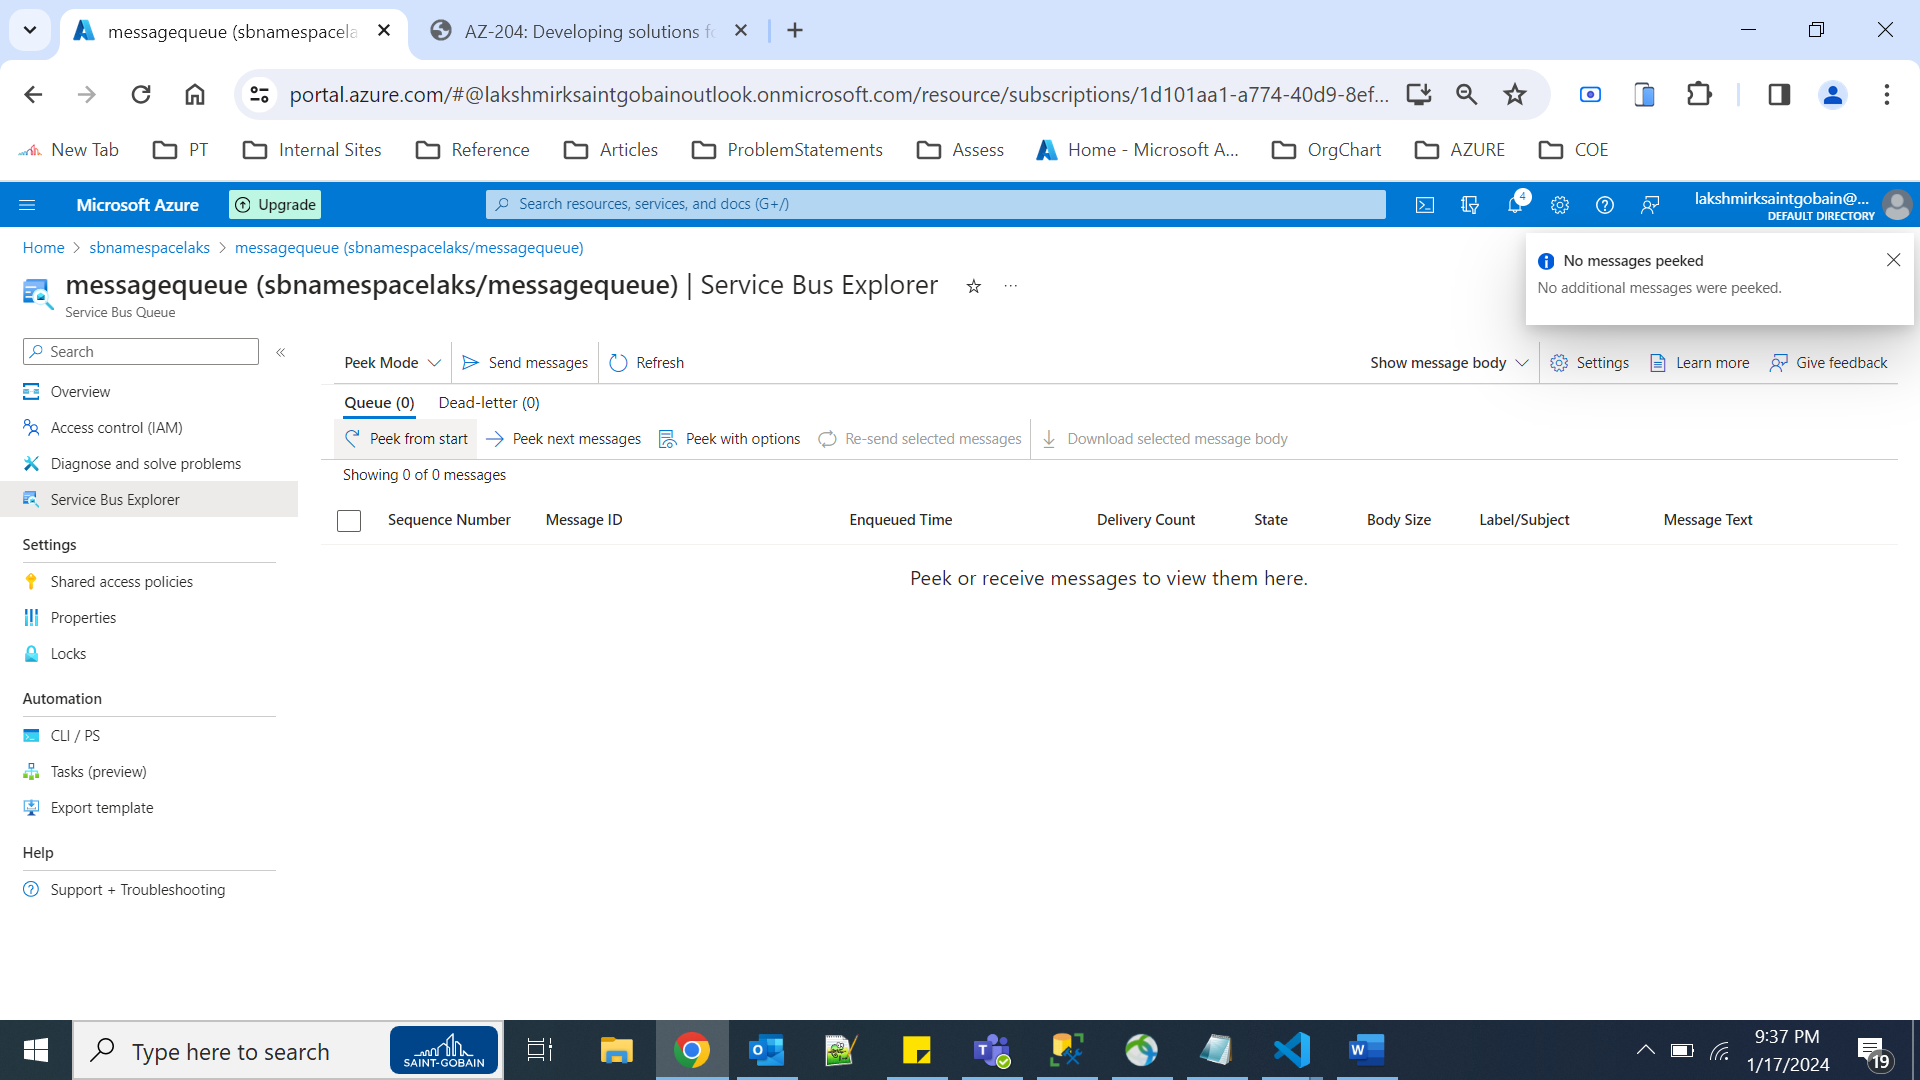 messagequeue (sbnamespacela
AZ-204: Developing solutions fo
portal.azure.com/#@lakshmirksaintgobainoutlook.onmicrosoft.com/resource/subscriptions/1d101aa1-a774-40d9-8ef...
New Tab
PT
Internal Sites
Reference
Articles
ProblemStatements
Assess
Home - Microsoft A...
OrgChart
AZURE
COE
Microsoft Azure
Upgrade
Search resources, services, and docs (G+/)
4
lakshmirksaintgobain@...
DEFAULT DIRECTORY
Home > sbnamespacelaks > messagequeue (sbnamespacelaks/messagequeue)
messagequeue (sbnamespacelaks/messagequeue) | Service Bus Explorer
Service Bus Queue
No messages peeked
No additional messages were peeked.
Search
Overview
Access control (IAM)
Diagnose and solve problems
Service Bus Explorer
Settings
Shared access policies
Properties
Locks
Automation
CLI / PS
Tasks (preview)
Export template
Help
Support + Troubleshooting
Peek Mode
Send messages
Refresh
Show message body
Settings
Learn more
Give feedback
Queue (0)
Dead-letter (0)
Peek from start
Peek next messages
Peek with options
Re-send selected messages
Download selected message body
Showing 0 of 0 messages
Sequence Number
Message ID
Enqueued Time
Delivery Count
State
Body Size
Label/Subject
Message Text
Peek or receive messages to view them here.
Type here to search
SAINT-GOBAIN
9:37 PM
1/17/2024
19